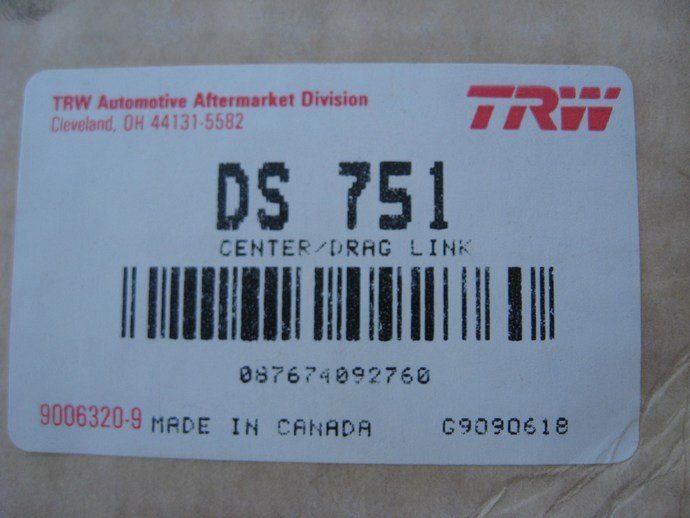 TRW Automotive Aftermarket Division
Cleveland, OH 44131-5582
TRW
DS 751
CENTER/DRAG LINK
087674092760
9006320-9 MADE IN CANADA G9090618